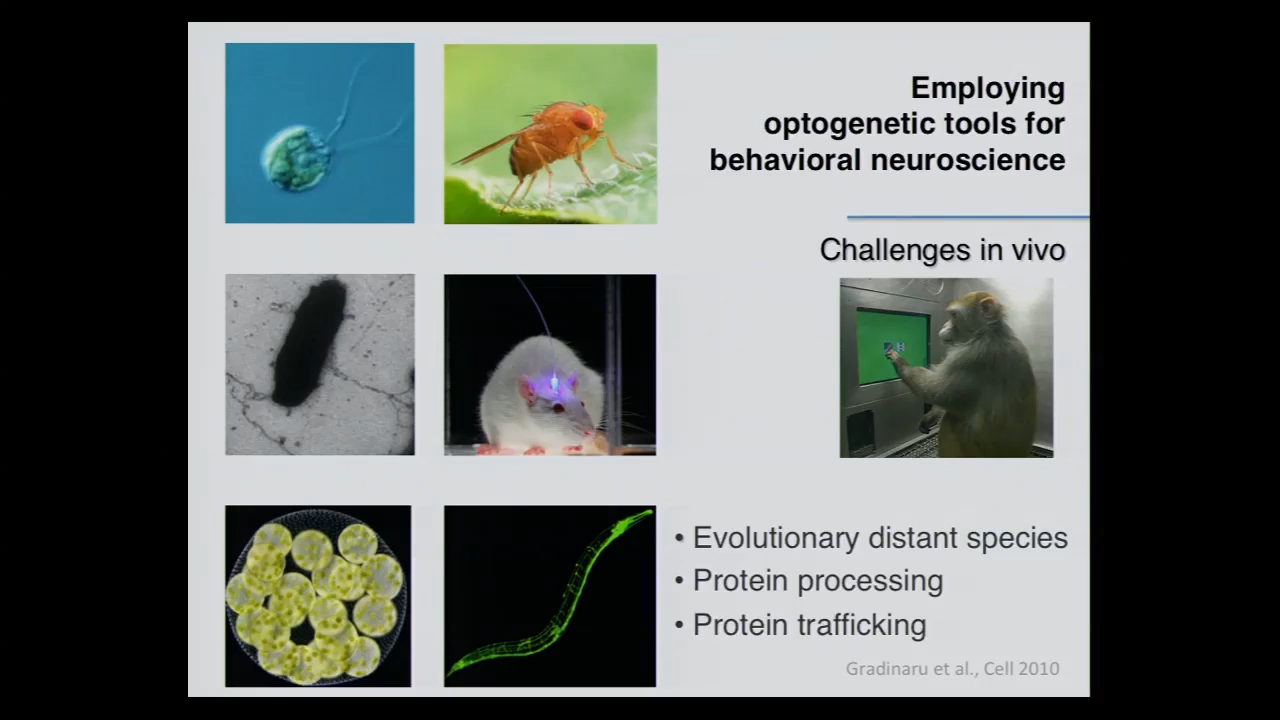 Employing
optogenetic tools for
behavioral neuroscience
Challenges in vivo
• Evolutionary distant species
• Protein processing
• Protein trafficking
Gradinaru et al., Cell 2010